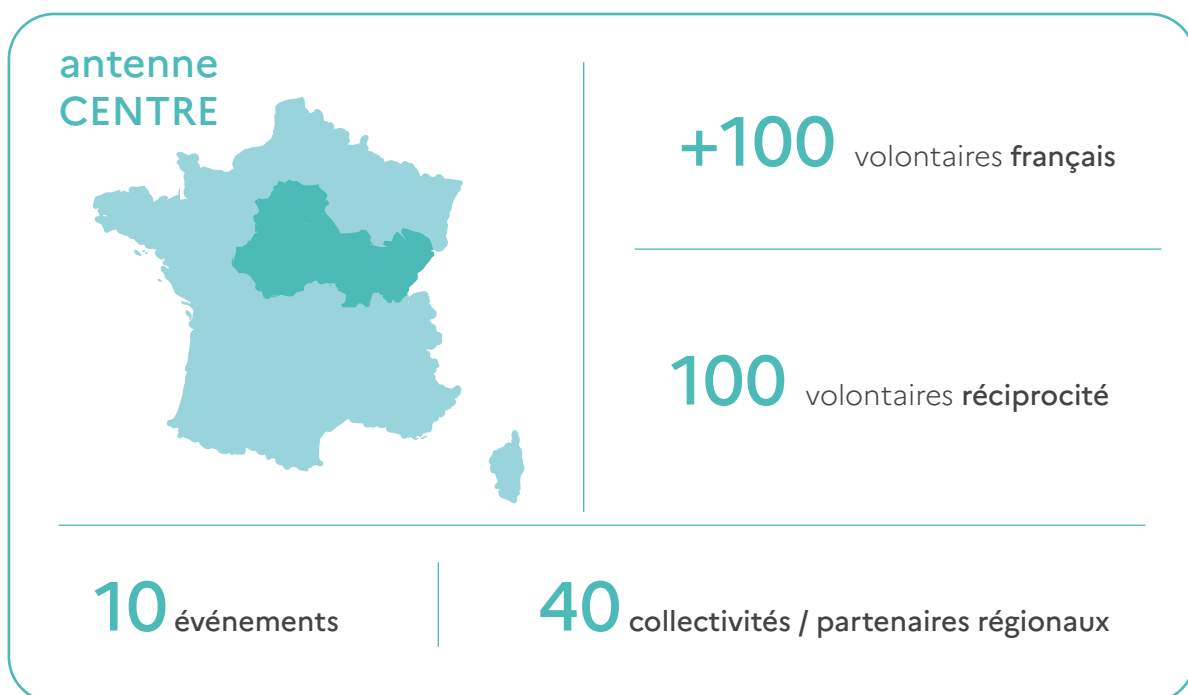 antenne
CENTRE
+100 volontaires français
100 volontaires réciprocité
10 événements
40 collectivités / partenaires régionaux